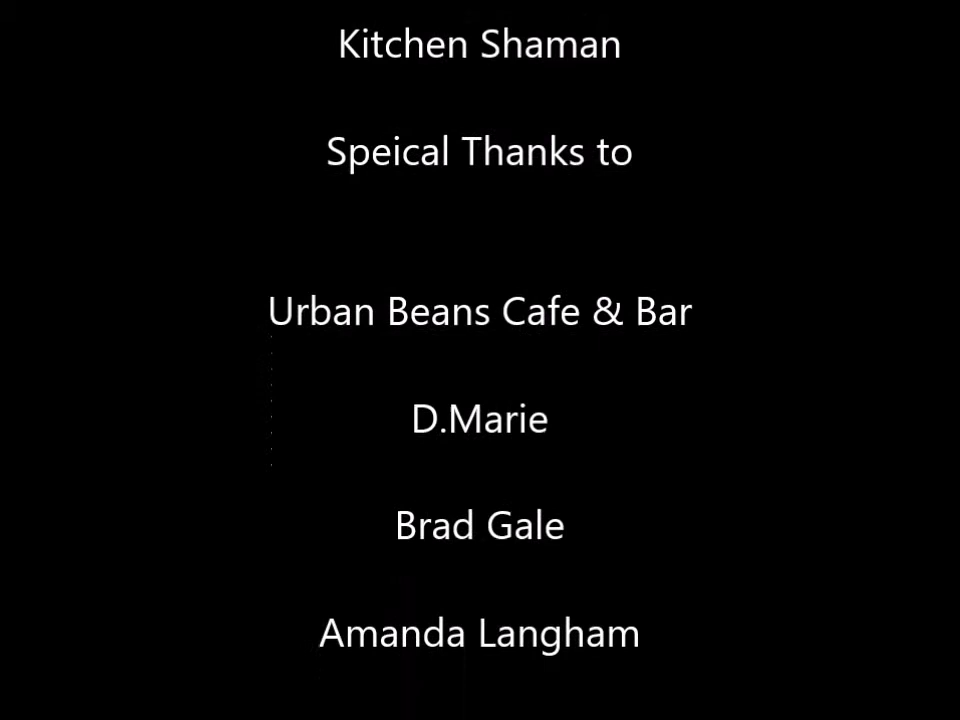 Kitchen Shaman
Speical Thanks to
Urban Beans Cafe & Bar
D.Marie
Brad Gale
Amanda Langham